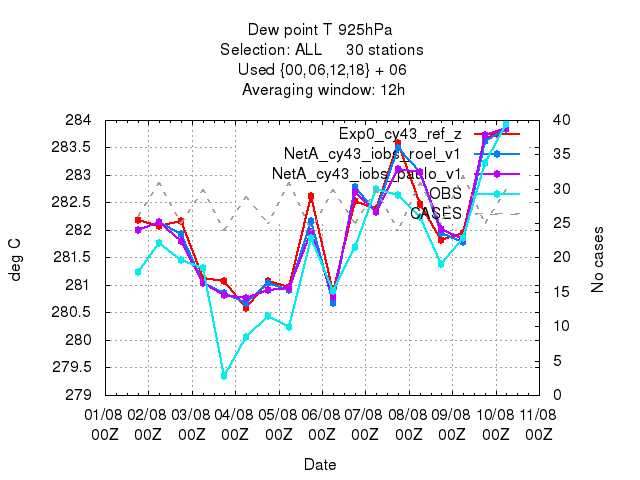 Dew point T 925hPa
Selection: ALL 30 stations
Used {00,06,12,18} + 06
Averaging window: 12h
284
283.5
283
282.5
282
281.5
281
280.5
280
279.5
279
deg C
40
35
30
25
20
15
10
5
0
No cases
Exp0_cy43_ref_z
NetA_cy43_iobs_roel_v1
NetA_cy43_iobs_patto_v1
OBS
CASES
01/08 02/08 03/08 04/08 05/08 06/08 07/08 08/08 09/08 10/08 11/08
00Z 00Z 00Z 00Z 00Z 00Z 00Z 00Z 00Z 00Z 00Z
Date